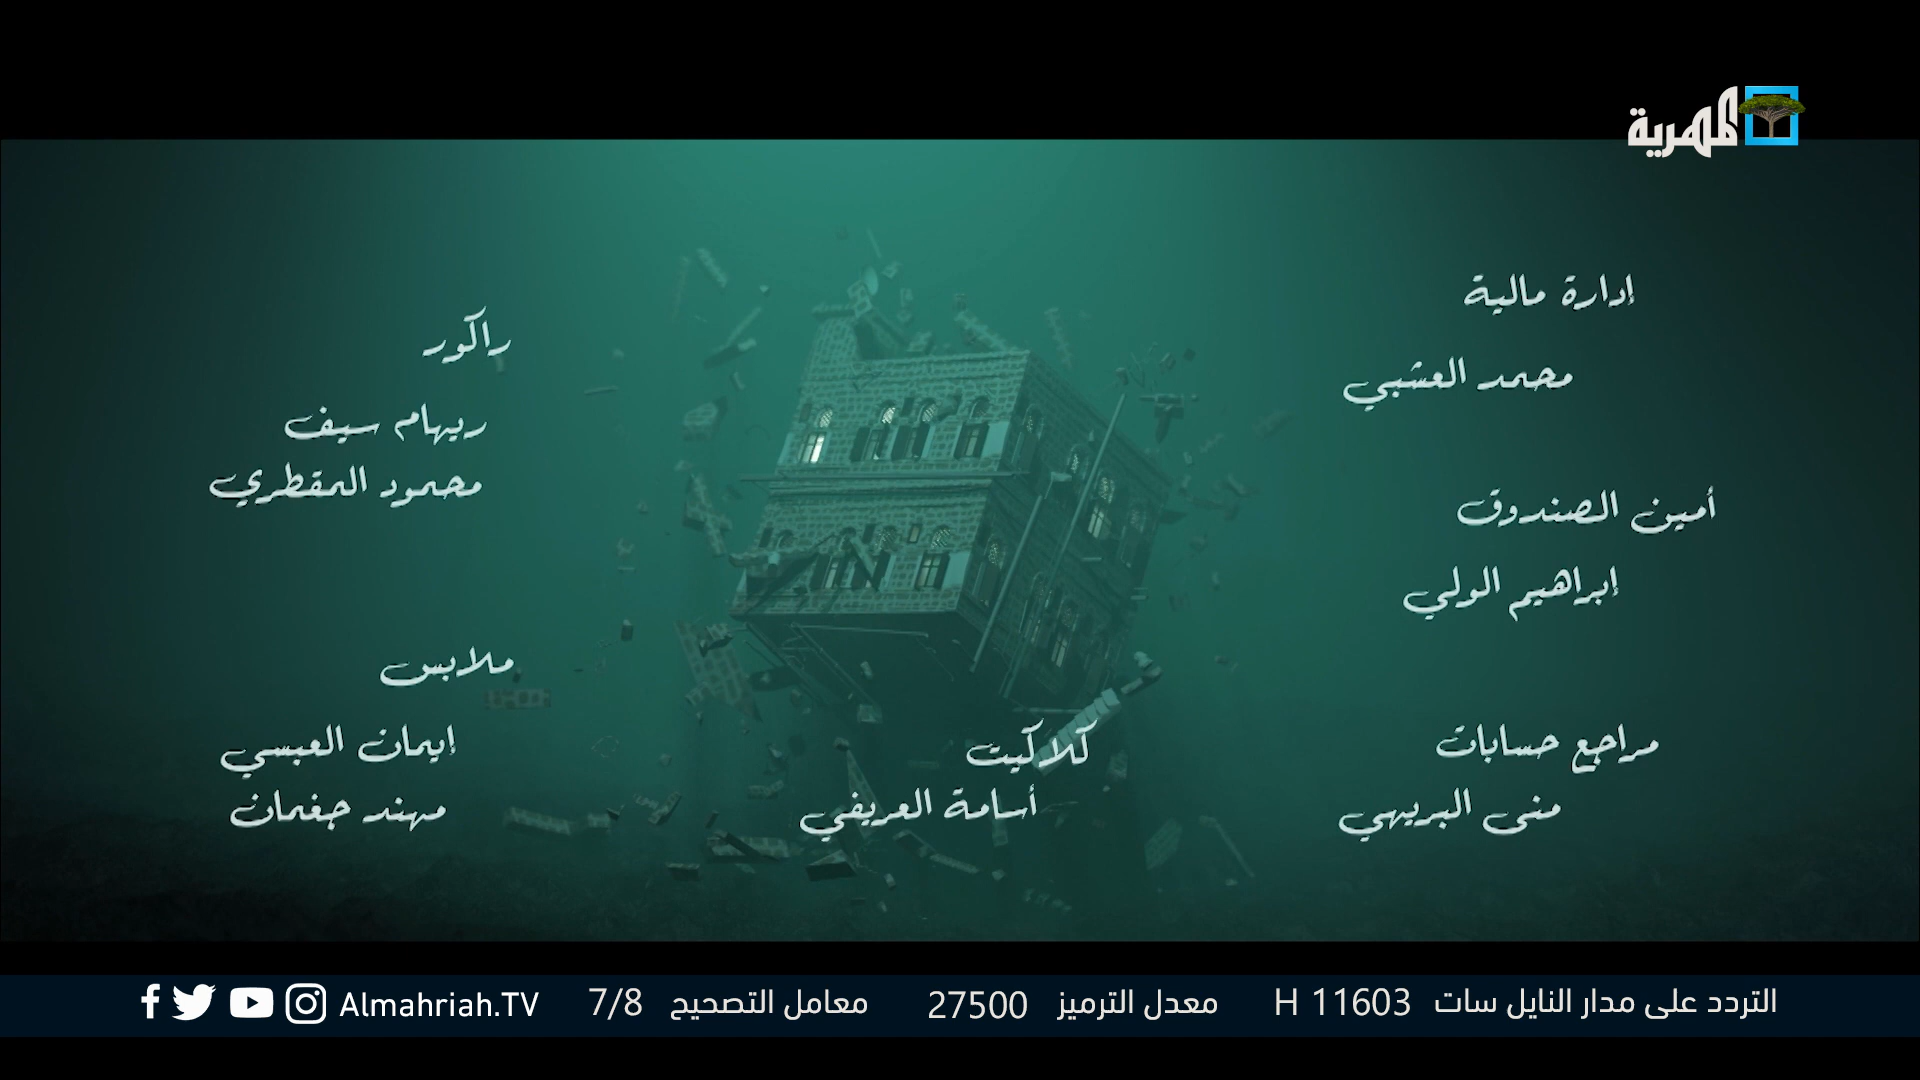 المهرية
إدارة مالية
محمد العشبي
أمين الصندوق
إبراهيم الولي
مراجع حسابات
منى البريهي
كلاكيت
أسامة العريفي
راكور
ريهام سيف
محمود المقطري
ملابس
إيمان العبسي
مهند جغمان
التردد على مدار النايل سات 11603 H معدل الترميز 27500 معامل التصحيح 7/8 Almahriah.TV